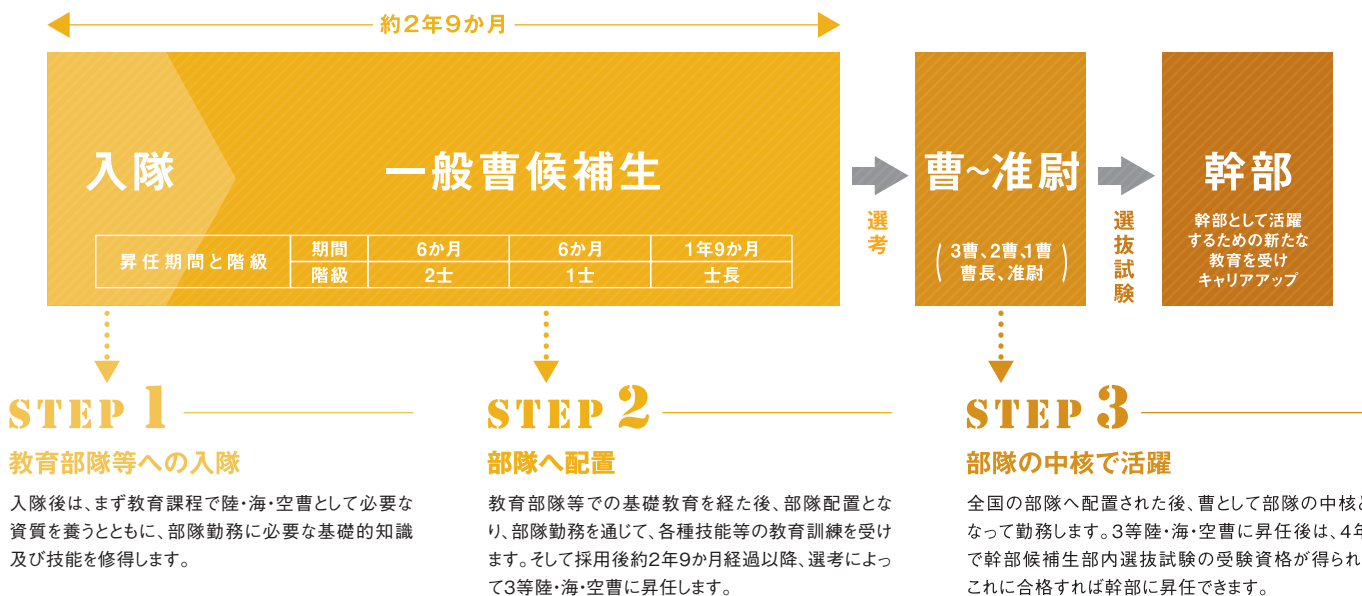 約2年9か月
入隊
一般曹候補生
昇任期間と階級
期間 6か月 6か月 1年9か月
階級 2士 1士 士長
選考
曹～准尉
(3曹、2曹、1曹
曹長、准尉)
選抜試験
幹部
幹部として活躍
するための新たな
教育を受け
キャリアアップ
STEP 1
教育部隊等への入隊
入隊後は、まず教育課程で陸・海・空曹として必要な
資質を養うとともに、部隊勤務に必要な基礎的知識
及び技能を修得します。
STEP 2
部隊へ配置
教育部隊等での基礎教育を経た後、部隊配置とな
り、部隊勤務を通じて、各種技能等の教育訓練を受け
ます。そして採用後約2年9か月経過以降、選考によっ
て3等陸・海・空曹に昇任します。
STEP 3
部隊の中核で活躍
全国の部隊へ配置された後、曹として部隊の中核
なって勤務します。3等陸・海・空曹に昇任後は、4年
で幹部候補生部内選抜試験の受験資格が得られ
これに合格すれば幹部に昇任できます。